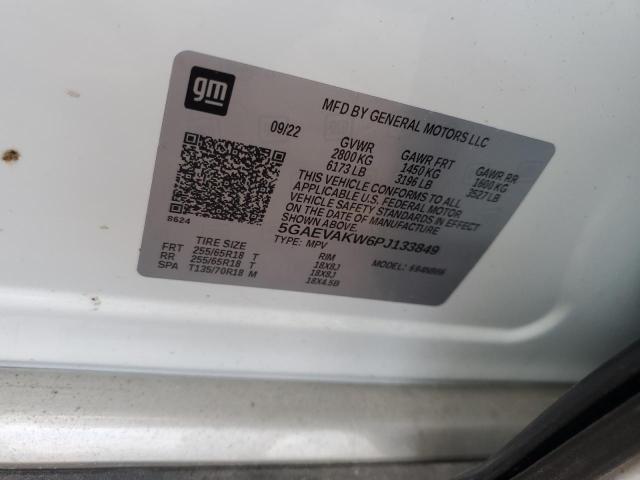 gm
MFD BY GENERAL MOTORS LLC
09/22
GVWR GAWR FRT GAWR RR
2800 KG 1450 KG 1600 KG
6173 LB 3196 LB 3527 LB
THIS VEHICLE CONFORMS TO ALL
APPLICABLE U.S. FEDERAL MOTOR
VEHICLE SAFETY STANDARDS IN EFFECT
ON THE DATE OF MANUFACTURE
SHOWN ABOVE.
8624
5GAEVAKW6PJ133849
TYPE: MPV MODEL:
TIRE SIZE RIM
FRT 255/65R18 T 18X8J
RR 255/65R18 T 18X8J
SPA T135/70R18 M 18X4.5B